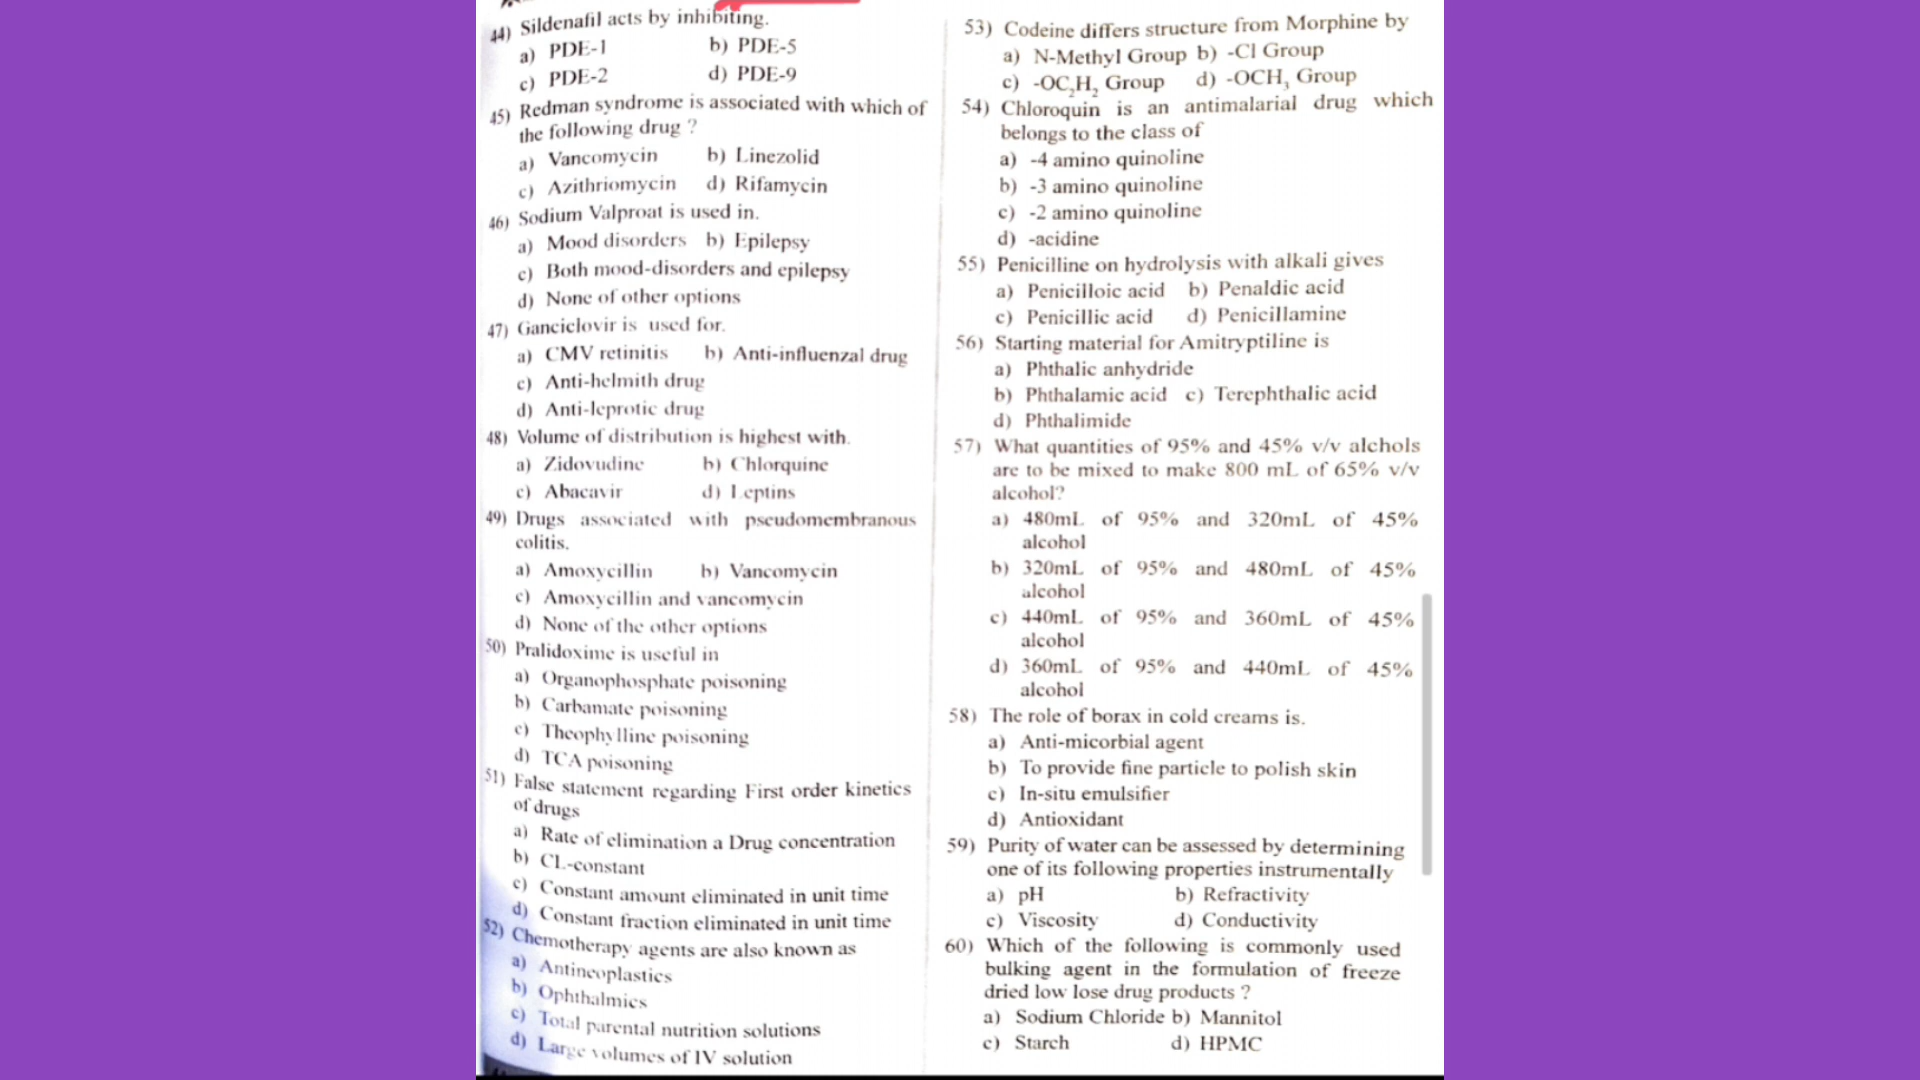 44) Sildenafil acts by inhibiting.
a) PDE-1 b) PDE-5
c) PDE-2 d) PDE-9
45) Redman syndrome is associated with which of
the following drug ?
a) Vancomycin b) Linezolid
c) Azithriomycin d) Rifamycin
46) Sodium Valproat is used in.
a) Mood disorders b) Epilepsy
c) Both mood-disorders and epilepsy
d) None of other options
47) Ganciclovir is used for.
a) CMV retinitis b) Anti-influenzal drug
c) Anti-helmith drug
d) Anti-leprotic drug
48) Volume of distribution is highest with.
a) Zidovudine b) Chlorquine
c) Abacavir d) Leptins
49) Drugs associated with pseudomembranous
colitis.
a) Amoxycillin b) Vancomycin
c) Amoxycillin and vancomycin
d) None of the other options
50) Pralidoxime is useful in
a) Organophosphate poisoning
b) Carbamate poisoning
c) Theophylline poisoning
d) TCA poisoning
51) False statement regarding First order kinetics
of drugs
a) Rate of elimination a Drug concentration
b) CL-constant
c) Constant amount eliminated in unit time
d) Constant fraction eliminated in unit time
52) Chemotherapy agents are also known as
a) Antineoplastics
b) Ophthalmics
c) Total parental nutrition solutions
d) Large volumes of IV solution
53) Codeine differs structure from Morphine by
a) N-Methyl Group b) -Cl Group
c) -OC₂H₂ Group d) -OCH₃ Group
54) Chloroquin is an antimalarial drug which
belongs to the class of
a) -4 amino quinoline
b) -3 amino quinoline
c) -2 amino quinoline
d) -acidine
55) Penicilline on hydrolysis with alkali gives
a) Penicilloic acid b) Penaldic acid
c) Penicillic acid d) Penicillamine
56) Starting material for Amitryptiline is
a) Phthalic anhydride
b) Phthalamic acid c) Terephthalic acid
d) Phthalimide
57) What quantities of 95% and 45% v/v alchols
are to be mixed to make 800 mL of 65% v/v
alcohol?
a) 480mL of 95% and 320mL of 45%
alcohol
b) 320mL of 95% and 480mL of 45%
alcohol
c) 440mL of 95% and 360mL of 45%
alcohol
d) 360mL of 95% and 440mL of 45%
alcohol
58) The role of borax in cold creams is.
a) Anti-micorbial agent
b) To provide fine particle to polish skin
c) In-situ emulsifier
d) Antioxidant
59) Purity of water can be assessed by determining
one of its following properties instrumentally
a) pH b) Refractivity
c) Viscosity d) Conductivity
60) Which of the following is commonly used
bulking agent in the formulation of freeze
dried low lose drug products ?
a) Sodium Chloride b) Mannitol
c) Starch d) HPMC